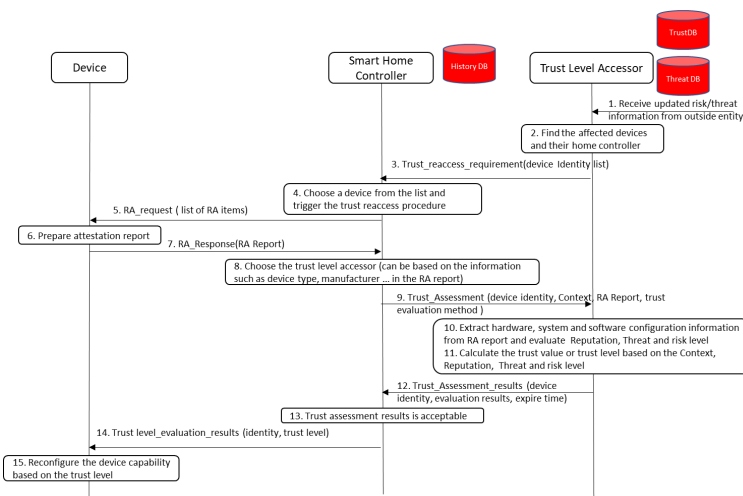 TrustDB
Device
Smart Home
Controller
History DB
Trust Level Accessor
Threat DB
1. Receive updated risk/threat
information from outside entity
2. Find the affected devices
and their home controller
3. Trust_reaccess_requirement(device Identity list)
4. Choose a device from the list and
trigger the trust reaccess procedure
5. RA_request ( list of RA items)
6. Prepare attestation report
7. RA_Response(RA Report)
8. Choose the trust level accessor (can be based on the information
such as device type, manufacturer ... in the RA report)
9. Trust_Assessment (device identity, Context, RA Report, trust
evaluation method )
10. Extract hardware, system and software configuration information
from RA report and evaluate Reputation, Threat and risk level
11. Calculate the trust value or trust level based on the Context,
Reputation, Threat and risk level
12. Trust_Assessment_results (device
identity, evaluation results, expire time)
13. Trust assessment results is acceptable
14. Trust level_evaluation_results (identity, trust level)
15. Reconfigure the device capability
based on the trust level